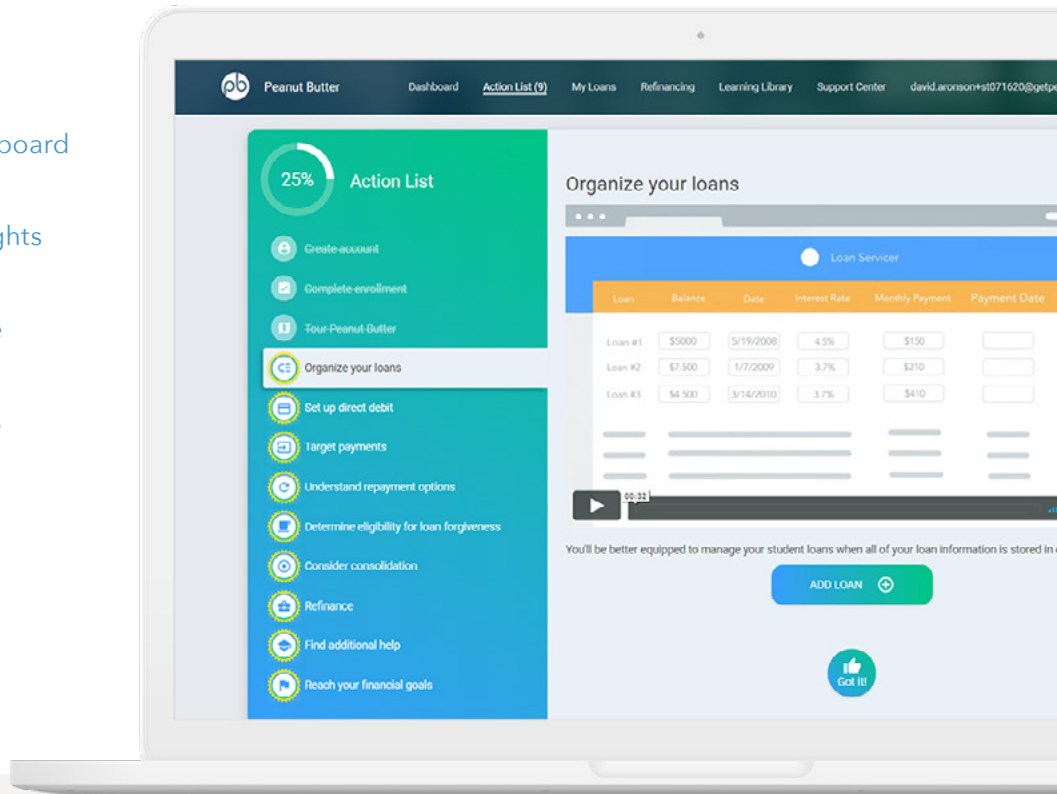 pb Peanut Butter Dashboard Action List (9) My Loans Refinancing Learning Library Support Center david.aronson+st071620@getpe
board
ghts
25% Action List
Create account
Complete enrollment
Tour Peanut Butter
Organize your loans
Set up direct debit
Target payments
Understand repayment options
Determine eligibility for loan forgiveness
Consider consolidation
Refinance
Find additional help
Reach your financial goals
Organize your loans
Loan Servicer
Loan Balance Date Interest Rate Monthly Payment Payment Date
Loan #1 $5000 5/19/2008 4.5% $150
Loan #2 $7.500 1/7/2009 3.7% $210
Loan #3 $4.500 3/14/2010 3.7% $410
00:32
You'll be better equipped to manage your student loans when all of your loan information is stored in
ADD LOAN
Got It!